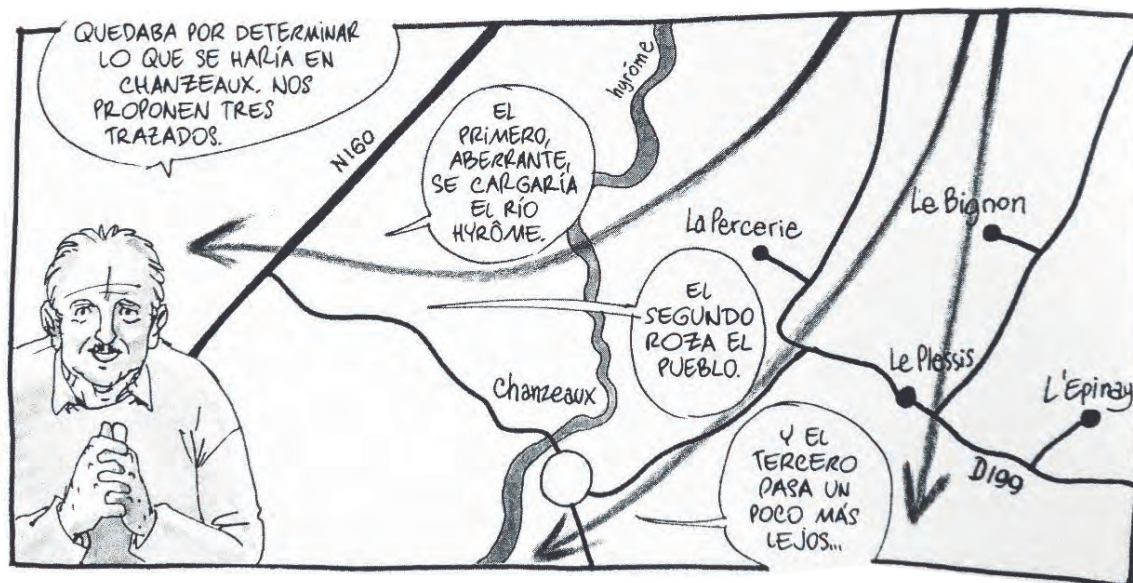 QUEDABA POR DETERMINAR
LO QUE SE HARÍA EN
CHANZEAUX. NOS
PROPONEN TRES
TRAZADOS.
N160
EL
PRIMERO,
ABERRANTE,
SE CARGARÍA
EL RÍO
HYRÔME.
hyrôme
La Percerie
Le Bignon
EL
SEGUNDO
ROZA EL
PUEBLO.
Chanzeaux
Le Plessis
L'Epinay
D199
Y EL
TERCERO
PASA UN
POCO MÁS
LEJOS...